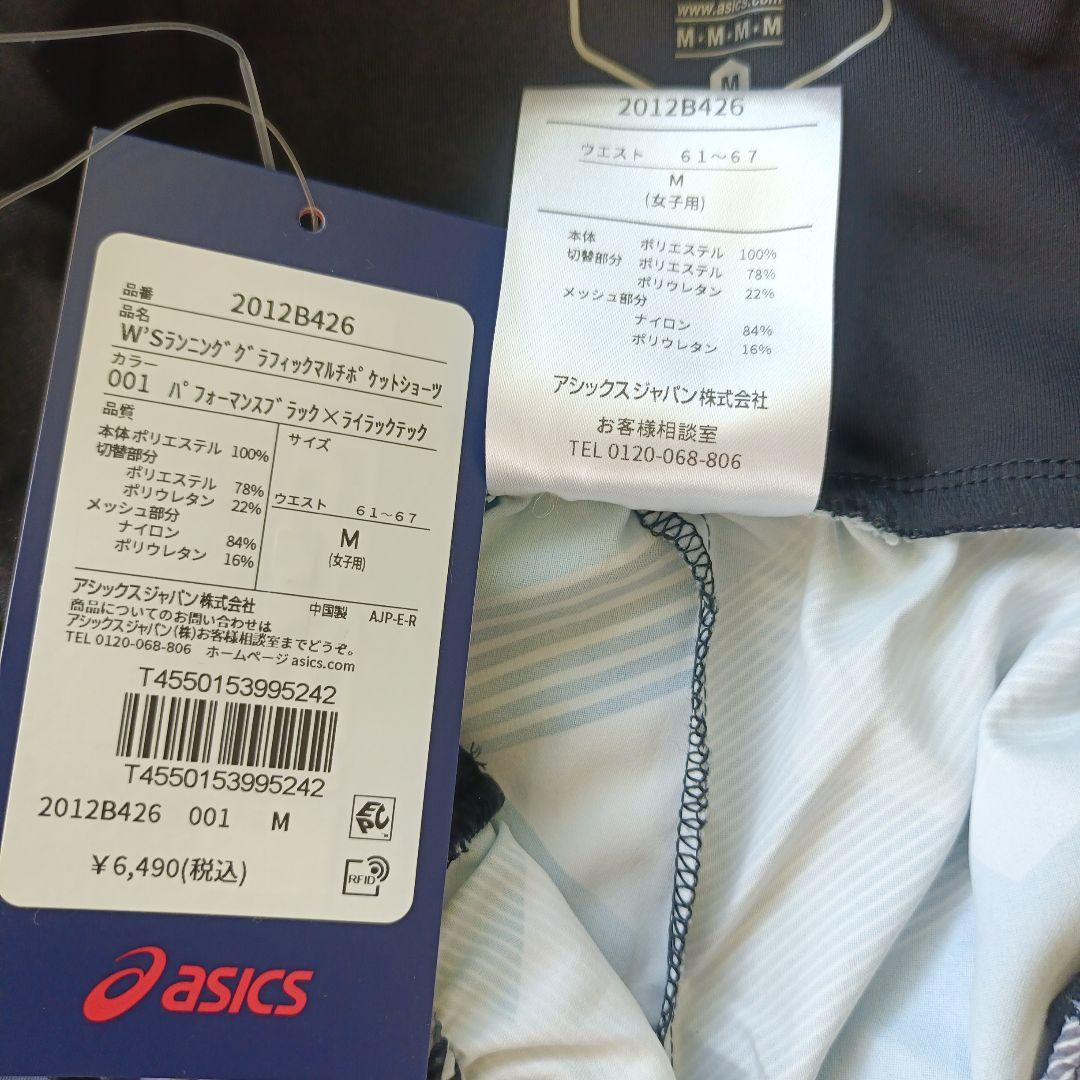 www.asics.com
M・M・M・M
M
2012B426
ウエスト 61～67
M
(女子用)
本体 ポリエステル 100%
切替部分 ポリエステル 78%
ポリウレタン 22%
メッシュ部分
ナイロン 84%
ポリウレタン 16%
アシックスジャパン株式会社
お客様相談室
TEL 0120-068-806
品番 2012B426
品名
W'Sランニンググラフィックマルチポケットショーツ
カラー
001 パフォーマンスブラック×ライラックテック
品質
本体 ポリエステル 100%
切替部分
ポリエステル 78%
ポリウレタン 22%
メッシュ部分
ナイロン 84%
ポリウレタン 16%
サイズ
ウエスト 61～67
M
(女子用)
アシックスジャパン株式会社 中国製 AJP-E-R
商品についてのお問い合わせは
アシックスジャパン(株)お客様相談室までどうぞ。
TEL 0120-068-806 ホームページ asics.com
T4550153995242
T4550153995242
2012B426 001 M
EPC
￥6,490(税込)
RFID
asics